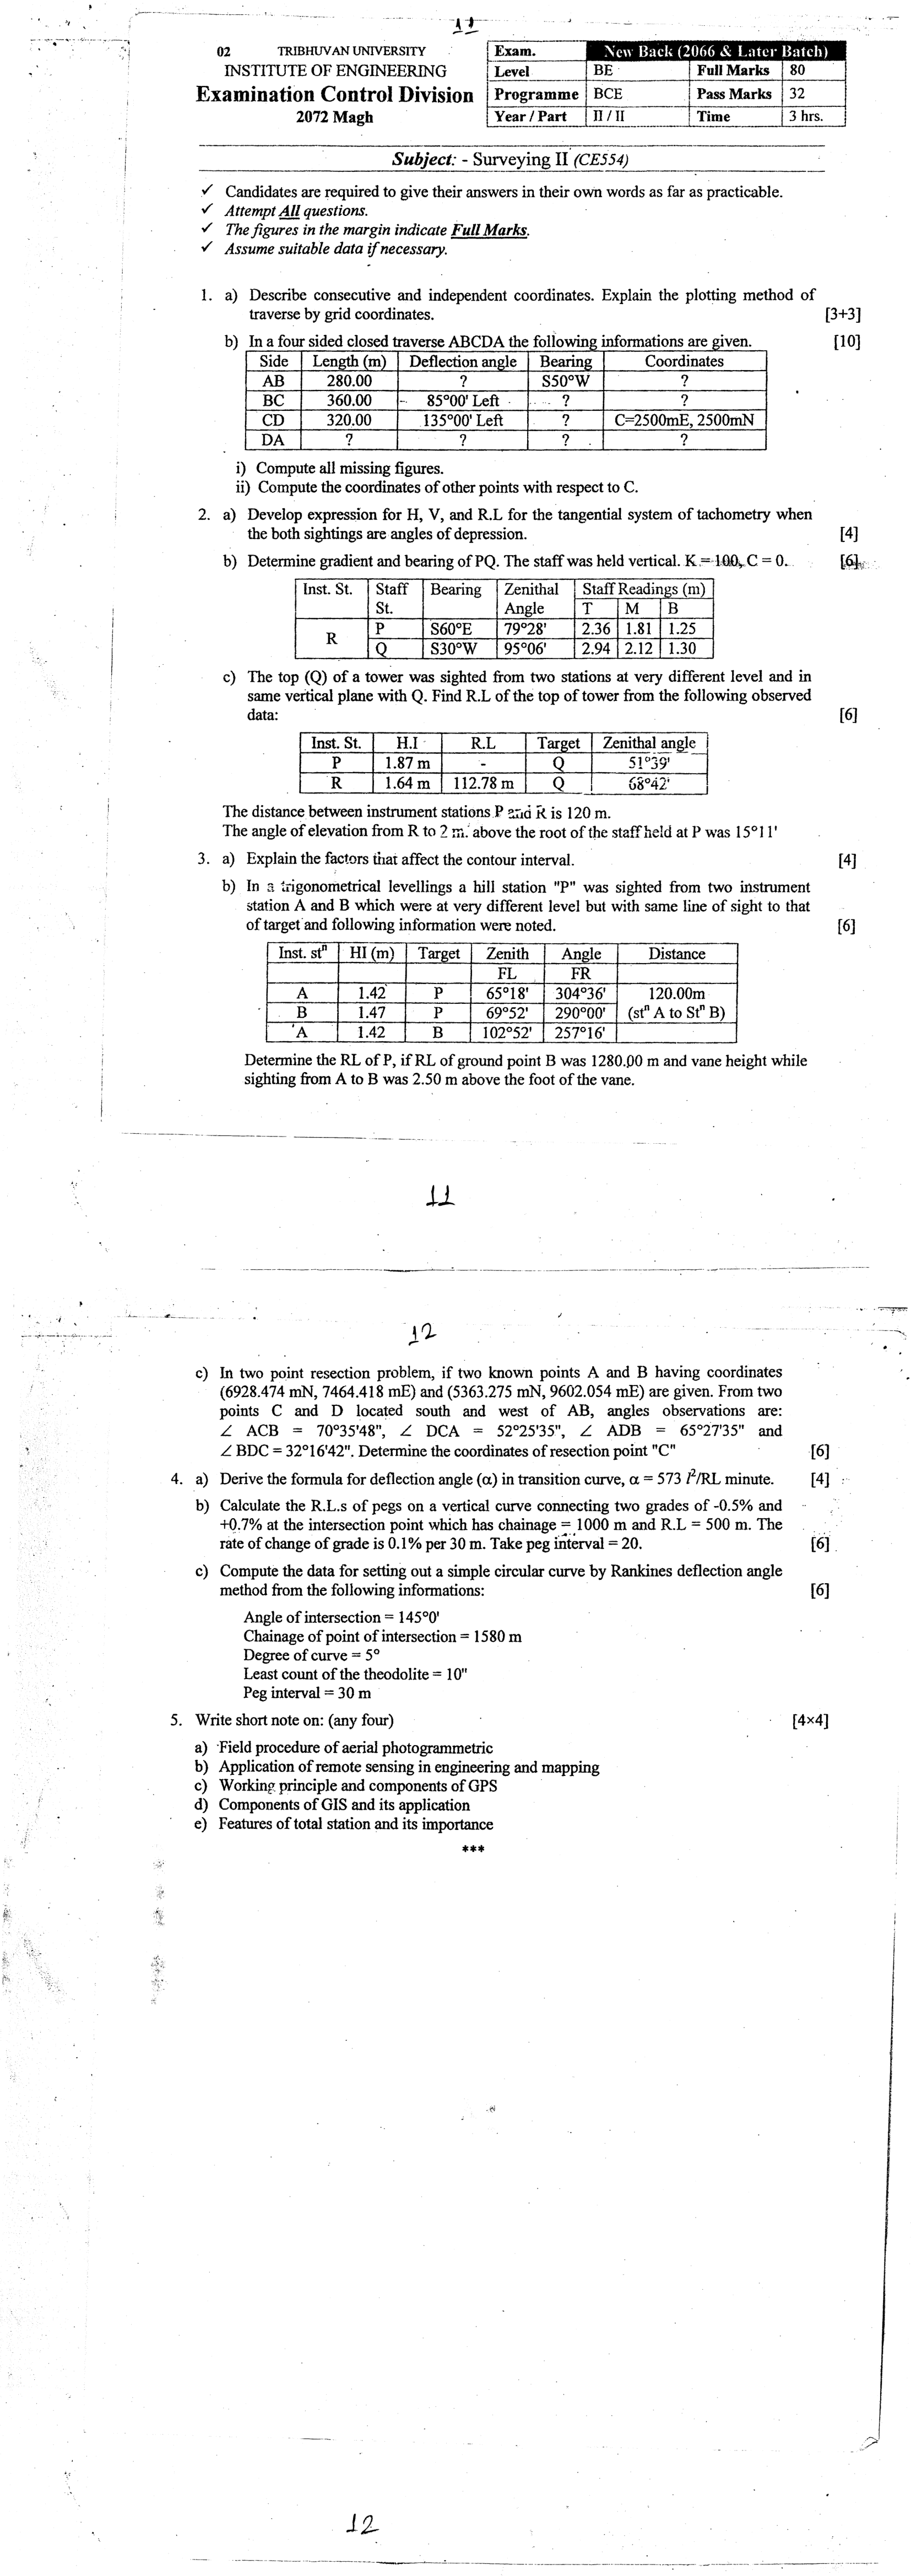 11
02 TRIBHUVAN UNIVERSITY
INSTITUTE OF ENGINEERING
Examination Control Division
2072 Magh
Exam. New Back (2066 & Later Batch)
Level BE Full Marks 80
Programme BCE Pass Marks 32
Year / Part II / II Time 3 hrs.
Subject: - Surveying II (CE554)
✓ Candidates are required to give their answers in their own words as far as practicable.
✓ Attempt All questions.
✓ The figures in the margin indicate Full Marks.
✓ Assume suitable data if necessary.
1. a) Describe consecutive and independent coordinates. Explain the plotting method of
traverse by grid coordinates. [3+3]
b) In a four sided closed traverse ABCDA the following informations are given. [10]
Side Length (m) Deflection angle Bearing Coordinates
AB 280.00 ? S50°W ?
BC 360.00 85°00' Left ? ?
CD 320.00 135°00' Left ? C=2500mE, 2500mN
DA ? ? ? ?
i) Compute all missing figures.
ii) Compute the coordinates of other points with respect to C.
2. a) Develop expression for H, V, and R.L for the tangential system of tachometry when
the both sightings are angles of depression. [4]
b) Determine gradient and bearing of PQ. The staff was held vertical. K = 100, C = 0. [6]
Inst. St. Staff St. Bearing Zenithal Angle Staff Readings (m)
T M B
R P S60°E 79°28' 2.36 1.81 1.25
Q S30°W 95°06' 2.94 2.12 1.30
c) The top (Q) of a tower was sighted from two stations at very different level and in
same vertical plane with Q. Find R.L of the top of tower from the following observed
data: [6]
Inst. St. H.I R.L Target Zenithal angle
P 1.87 m - Q 51°39'
R 1.64 m 112.78 m Q 68°42'
The distance between instrument stations P and R is 120 m.
The angle of elevation from R to 2 m. above the root of the staff held at P was 15°11'
3. a) Explain the factors that affect the contour interval. [4]
b) In a trigonometrical levellings a hill station "P" was sighted from two instrument
station A and B which were at very different level but with same line of sight to that
of target and following information were noted. [6]
Inst. stn HI (m) Target Zenith Angle Distance
FL FR
A 1.42 P 65°18' 304°36' 120.00m
B 1.47 P 69°52' 290°00' (stn A to Stn B)
A 1.42 B 102°52' 257°16'
Determine the RL of P, if RL of ground point B was 1280.00 m and vane height while
sighting from A to B was 2.50 m above the foot of the vane.
11
12
c) In two point resection problem, if two known points A and B having coordinates
(6928.474 mN, 7464.418 mE) and (5363.275 mN, 9602.054 mE) are given. From two
points C and D located south and west of AB, angles observations are:
∠ ACB = 70°35'48", ∠ DCA = 52°25'35", ∠ ADB = 65°27'35" and
∠ BDC = 32°16'42". Determine the coordinates of resection point "C" [6]
4. a) Derive the formula for deflection angle (α) in transition curve, α = 573 l²/RL minute. [4]
b) Calculate the R.L.s of pegs on a vertical curve connecting two grades of -0.5% and
+0.7% at the intersection point which has chainage = 1000 m and R.L = 500 m. The
rate of change of grade is 0.1% per 30 m. Take peg interval = 20. [6]
c) Compute the data for setting out a simple circular curve by Rankines deflection angle
method from the following informations: [6]
Angle of intersection = 145°0'
Chainage of point of intersection = 1580 m
Degree of curve = 5°
Least count of the theodolite = 10"
Peg interval = 30 m
5. Write short note on: (any four) [4×4]
a) Field procedure of aerial photogrammetric
b) Application of remote sensing in engineering and mapping
c) Working principle and components of GPS
d) Components of GIS and its application
e) Features of total station and its importance
***
12